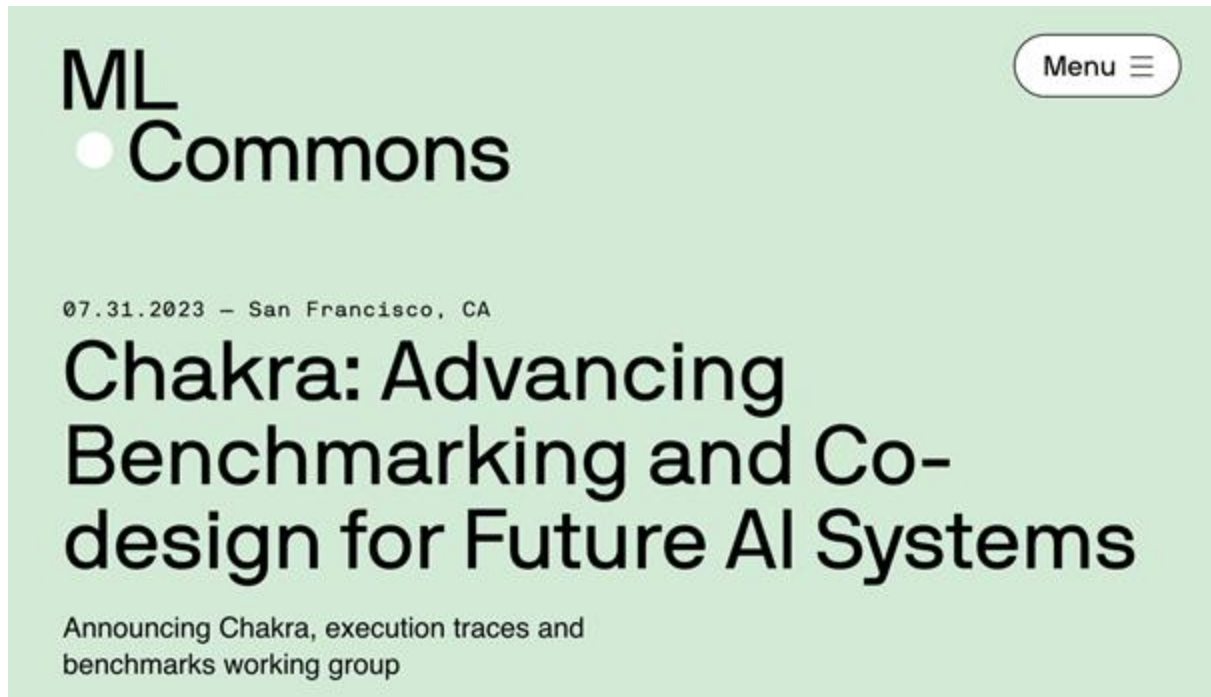 ML
Commons
Menu
07.31.2023 — San Francisco, CA
Chakra: Advancing
Benchmarking and Co-
design for Future AI Systems
Announcing Chakra, execution traces and
benchmarks working group